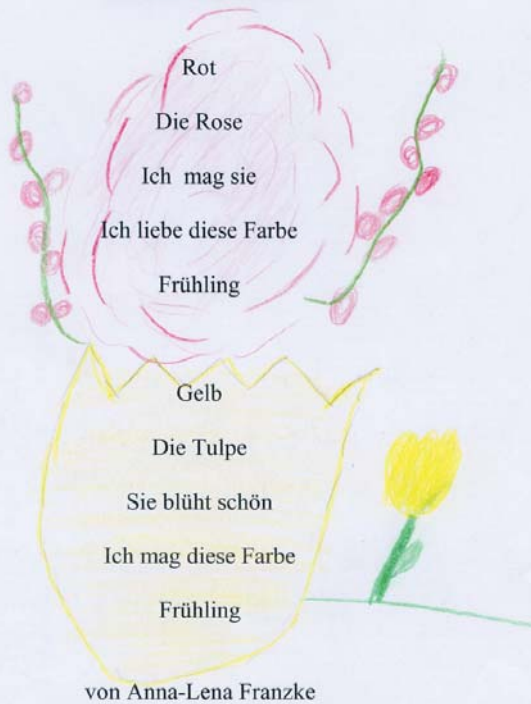 Rot
Die Rose
Ich mag sie
Ich liebe diese Farbe
Frühling
Gelb
Die Tulpe
Sie blüht schön
Ich mag diese Farbe
Frühling
von Anna-Lena Franzke